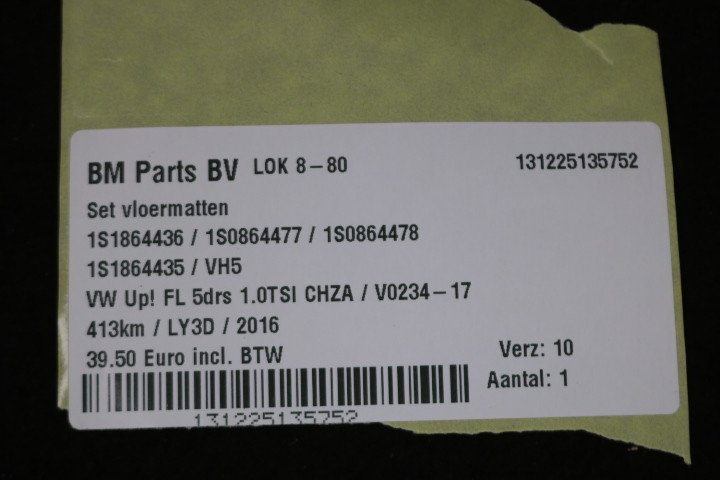 BM Parts BV LOK 8-80 131225135752
Set vloermatten
1S1864436 / 1S0864477 / 1S0864478
1S1864435 / VH5
VW Up! FL 5drs 1.0TSI CHZA / V0234-17
413km / LY3D / 2016
39.50 Euro incl. BTW Verz: 10
Aantal: 1
131225135752